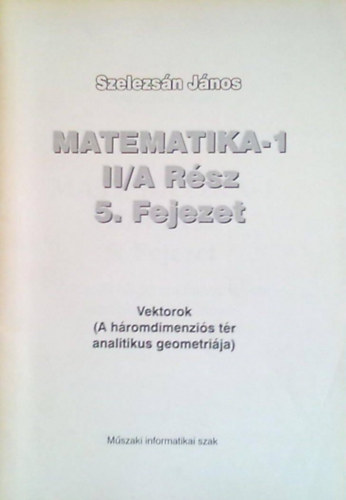 Szelezsán János
MATEMATIKA-1
II/A Rész
5. Fejezet
Vektorok
(A háromdimenziós tér
analitikus geometriája)
Műszaki informatikai szak